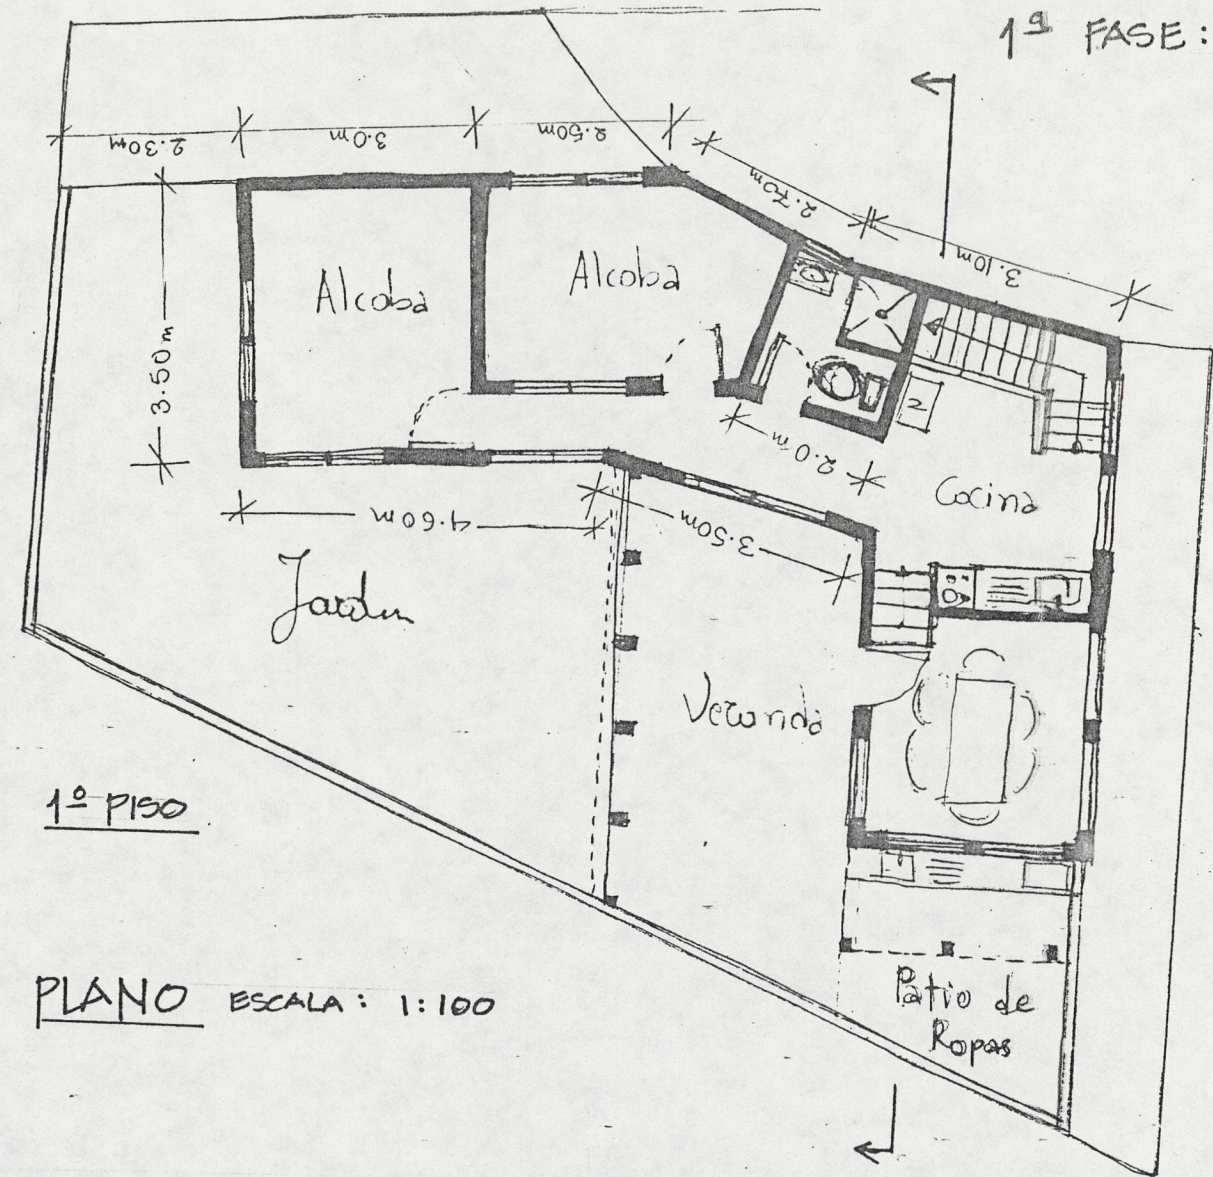 1ª FASE:
2.30m
3.0m
2.50m
2.70m
3.10m
Alcoba
Alcoba
3.50m
2.0m
N
Cocina
4.60m
3.50m
Jardin
Veranda
1º PISO
PLANO ESCALA: 1:100
Patio de
Ropas